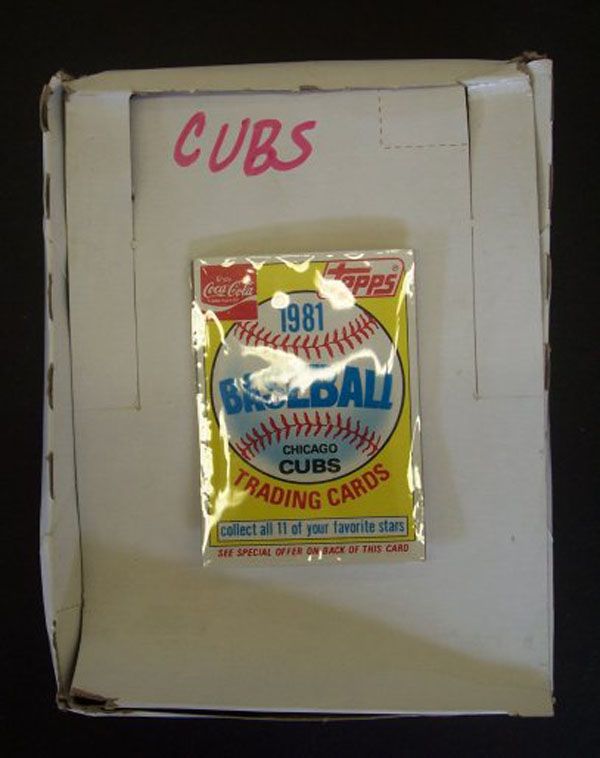 CUBS
Enjoy
Coca-Cola
TOPPS®
1981
BASEBALL
CHICAGO
CUBS
TRADING CARDS
collect all 11 of your favorite stars
SEE SPECIAL OFFER ON BACK OF THIS CARD